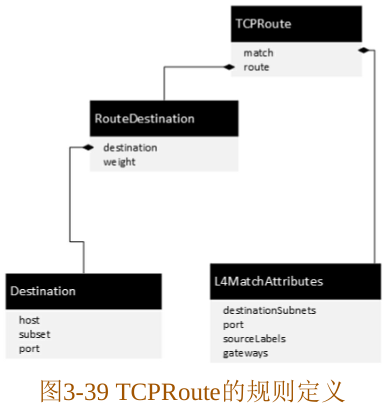 TCPRoute
match
route
RouteDestination
destination
weight
Destination
host
subset
port
L4MatchAttributes
destinationSubnets
port
sourceLabels
gateways
图3-39 TCPRoute的规则定义